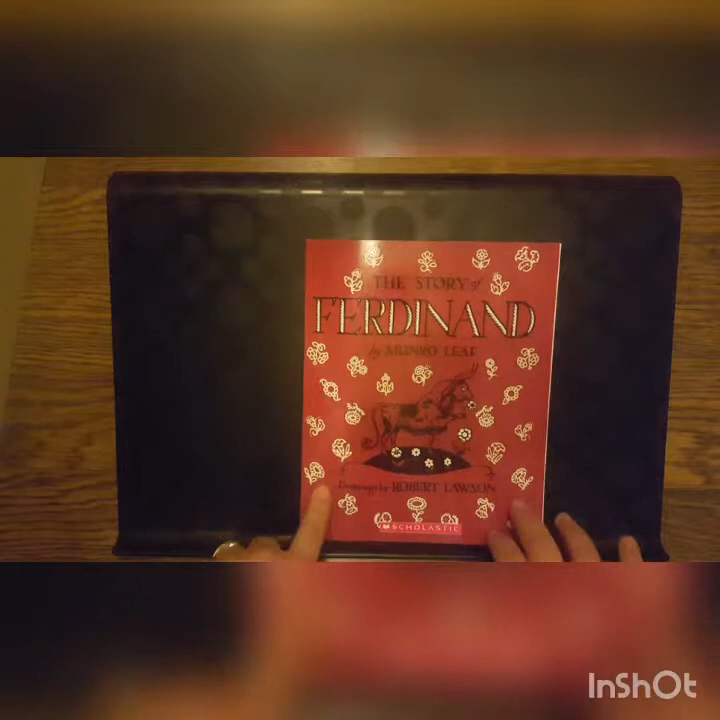 THE STORY of
FERDINAND
by MUNRO LEAF
Drawings by ROBERT LAWSON
SCHOLASTIC
InShOt